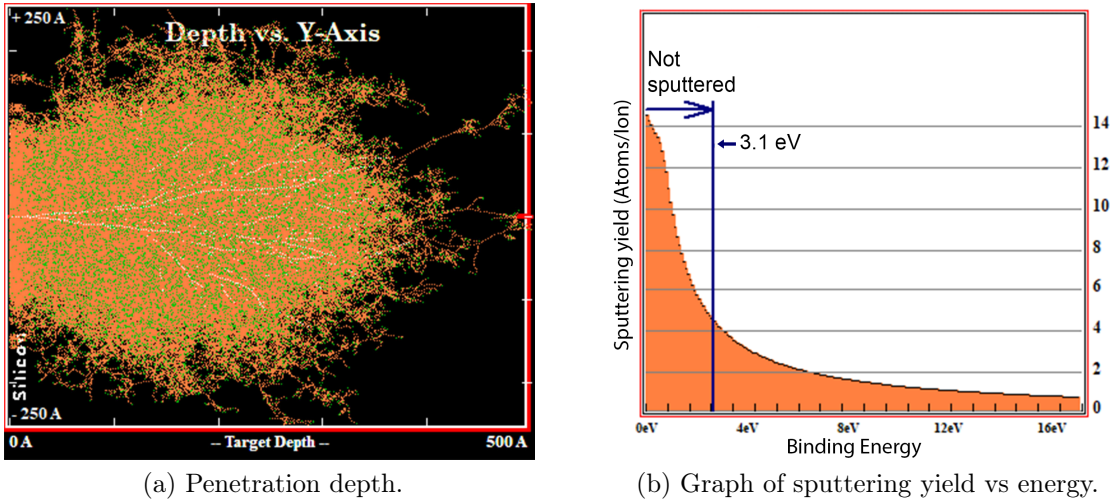 + 250 A
Depth vs. Y-Axis
Silicon
- 250 A
0 A
-- Target Depth --
500 A
(a) Penetration depth.
Not
sputtered
3.1 eV
Sputtering yield (Atoms/Ion)
14
12
10
8
6
4
2
0
0eV
4eV
8eV
12eV
16eV
Binding Energy
(b) Graph of sputtering yield vs energy.